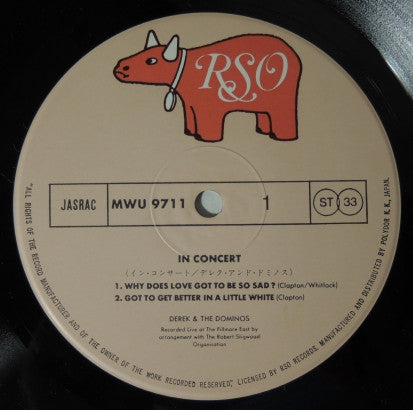 RSO
JASRAC
MWU 9711
1
ST
33
IN CONCERT
(イン・コンサート/デレク・アンド・ドミノス)
1. WHY DOES LOVE GOT TO BE SO SAD? (Clapton/Whitlock)
2. GOT TO GET BETTER IN A LITTLE WHITE (Clapton)
DEREK & THE DOMINOS
Recorded Live at The Fillmore East by
arrangement with The Robert Stigwood
Organisation
"ALL RIGHTS OF THE RECORD MANUFACTURER AND OF THE OWNER OF THE WORK RECORDED RESERVED," LICENSED BY RSO RECORDS, MANUFACTURED AND DISTRIBUTED BY POLYDOR K.K., JAPAN.